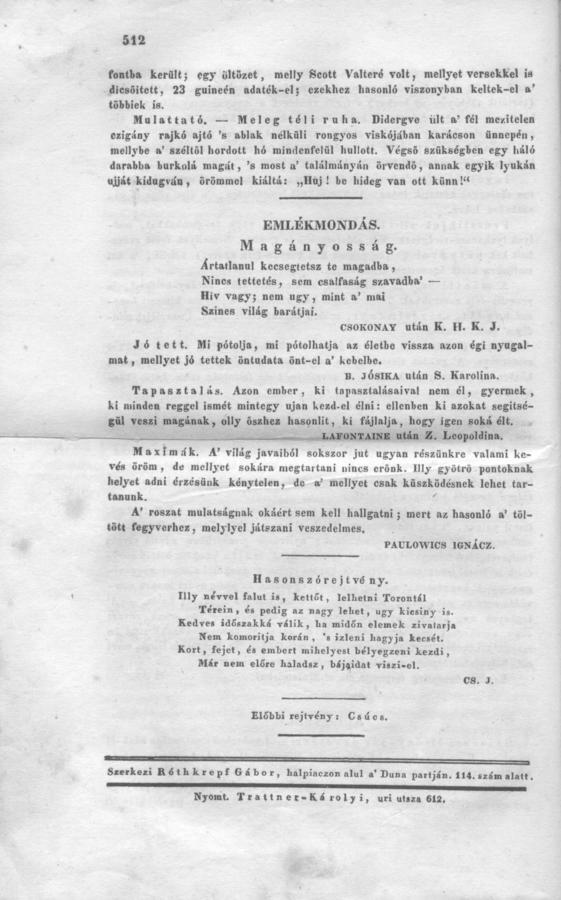 512
fontba került; egy öltözet, melly Scott Valteré volt, mellyet versekkel is
dicsőitett, 23 guineén adaték-el; ezekhez hasonló viszonyban keltek-el a'
többiek is.
Mulattató. — Meleg téli ruha. Didergve ült a' fél mezitelen
czigány rajkó ajtó 's ablak nélküli rongyos viskójában karácson ünnepén,
mellybe a' széltől hordott hó mindenfelül hullott. Végső szükségben egy háló
darabba burkolá magát, 's most a' találmányán örvendő, annak egyik lyukán
ujját kidugván, örömmel kiáltá: „Huj! be hideg van ott künn!“
EMLÉKMONDÁS.
Magányosság.
Ártatlanul kecsegtetsz te magadba,
Nincs tettetés, sem csalfaság szavadba' —
Hiv vagy; nem ugy, mint a' mai
Szines világ barátjai.
CSOKONAY után K. H. K. J.
Jó tett. Mi pótolja, mi pótolhatja az életbe vissza azon égi nyugal-
mat, mellyet jó tettek öntudata önt-el a' kebelbe.
B. JÓSIKA után S. Karolina.
Tapasztalás. Azon ember, ki tapasztalásaival nem él, gyermek,
ki minden reggel ismét mintegy ujan kezd-el élni: ellenben ki azokat segitsé-
gül veszi magának, olly őszhez hasonlit, ki fájlalja, hogy igen soká élt.
LAFONTAINE után Z. Leopoldina.
Maximák. A' világ javaiból sokszor jut ugyan részünkre valami ke-
vés öröm, de mellyet sokára megtartani nincs erőnk. Illy gyötrő pontoknak
helyet adni érzésünk kénytelen, de a' mellyet csak küszködésnek lehet tar-
tanunk.
A' roszat mulatságnak okáért sem kell hallgatni; mert az hasonló a' töl-
tött fegyverhez, melylyel játszani veszedelmes.
PAULOWICS IGNÁCZ.
Hasonszórejtvény.
Illy névvel falut is, kettőt, lelhetni Torontál
Térein, és pedig az nagy lehet, ugy kicsiny is.
Kedves időszakká válik, ha midőn elemek zivatarja
Nem komoritja korán, 's izleni hagyja kecsét.
Kort, fejet, és embert mihelyest bélyegzeni kezdi,
Már nem előre haladsz, bájaidat viszi-el.
CS. J.
Előbbi rejtvény: Csúcs.
Szerkezi Róthkrepf Gábor, halpiaczon alul a' Duna partján. 114. szám alatt.
Nyomt. Trattner-Károlyi, uri utsza 612.